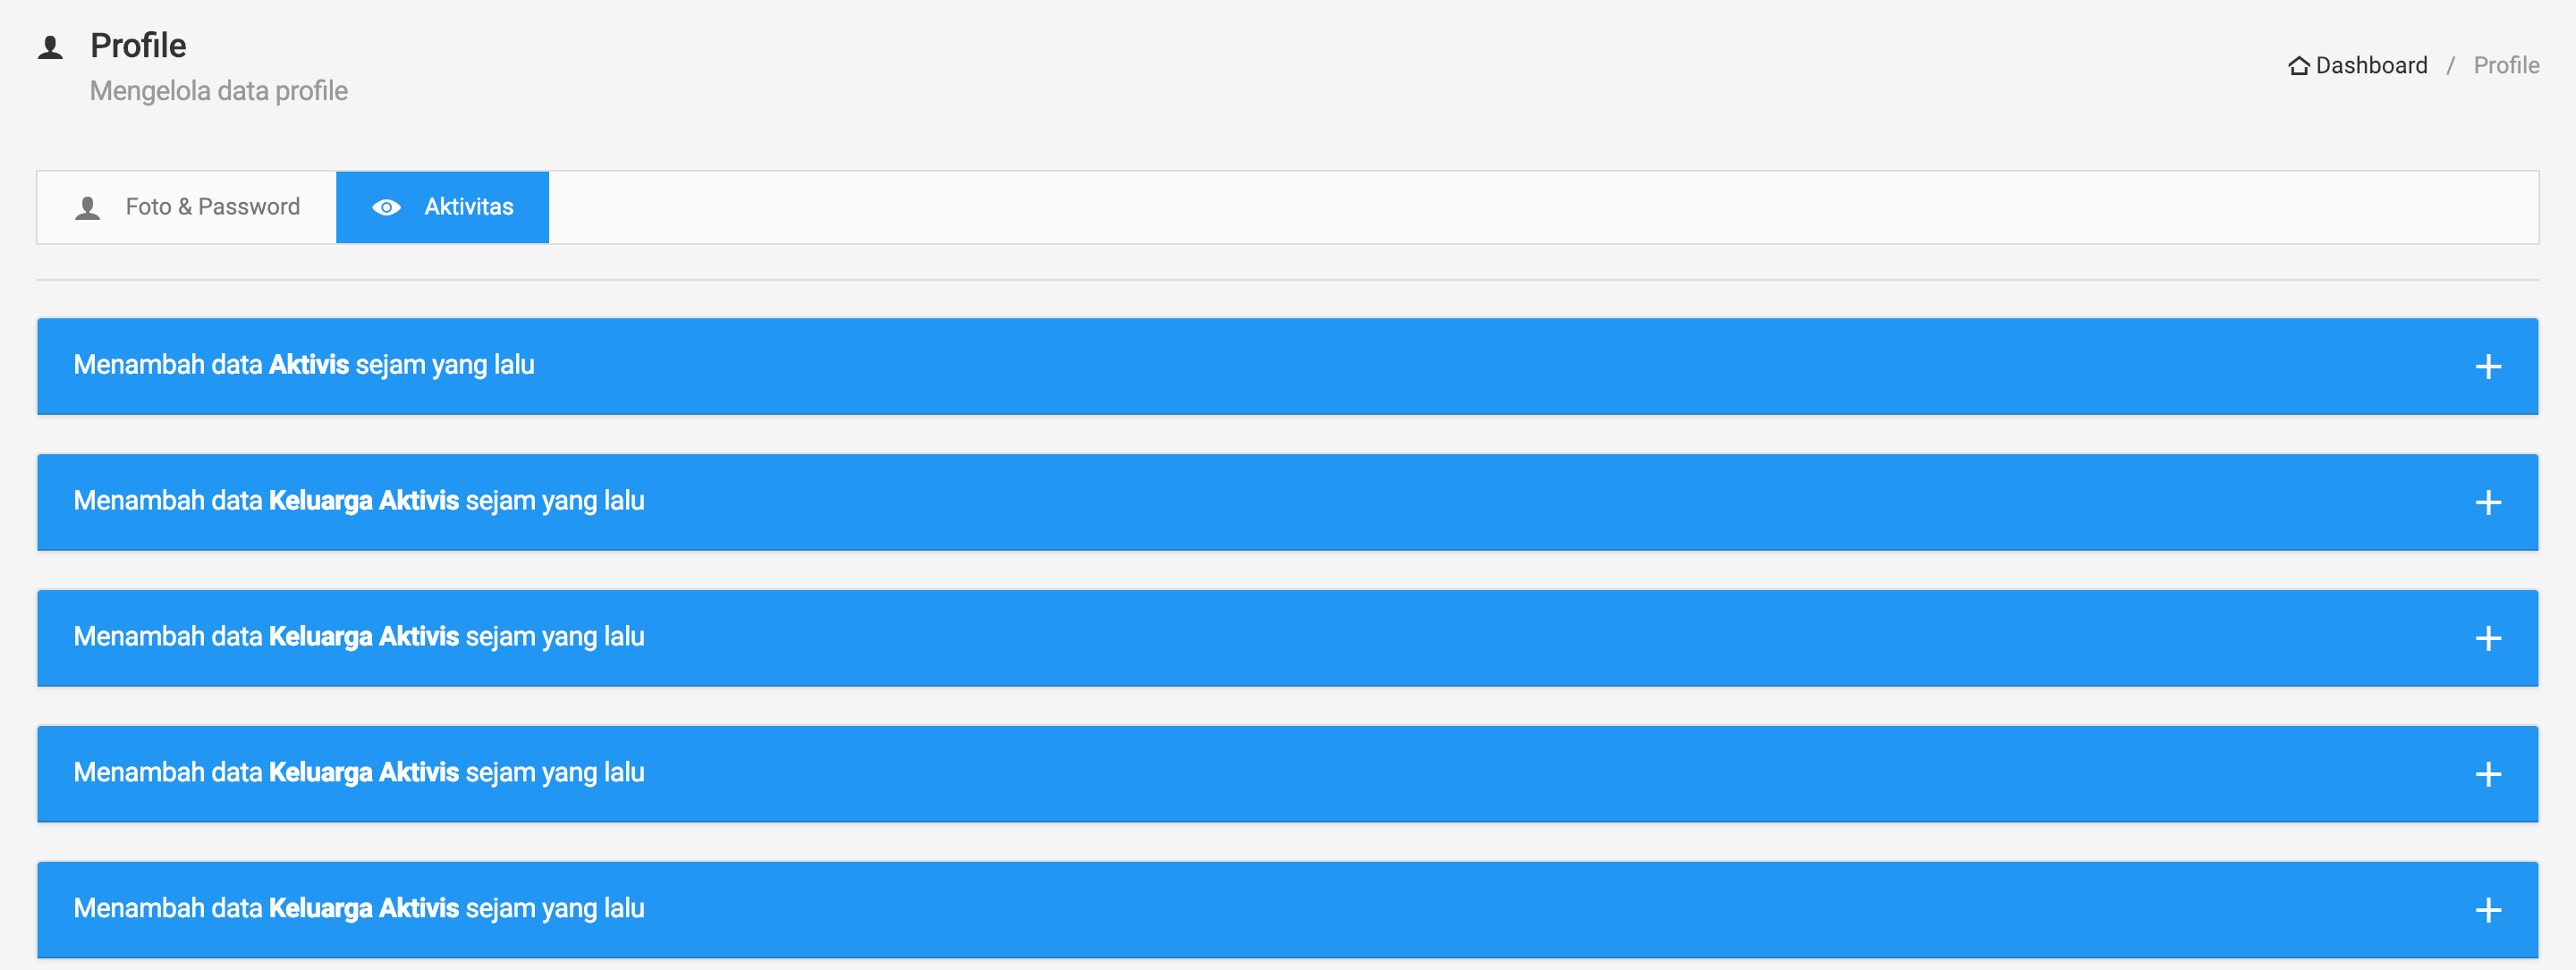 Profile
Mengelola data profile
Dashboard / Profile
Foto & Password
Aktivitas
Menambah data Aktivis sejam yang lalu
Menambah data Keluarga Aktivis sejam yang lalu
Menambah data Keluarga Aktivis sejam yang lalu
Menambah data Keluarga Aktivis sejam yang lalu
Menambah data Keluarga Aktivis sejam yang lalu